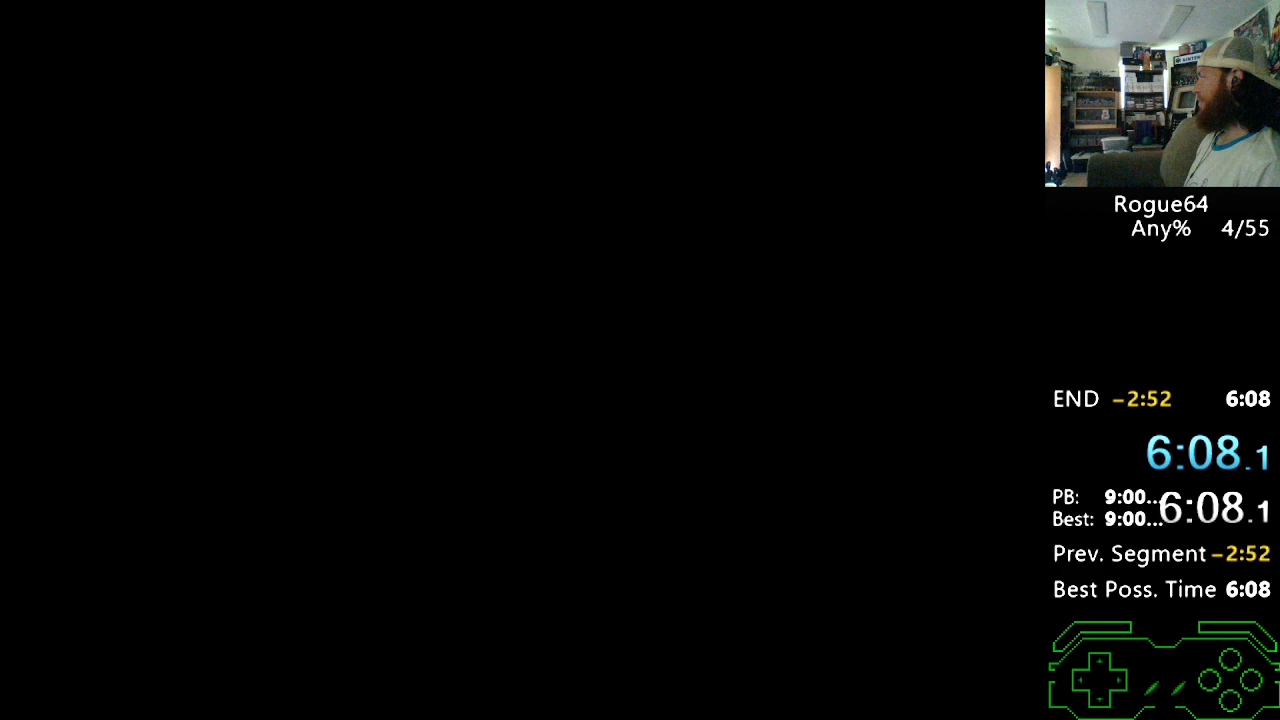 Rogue64
Any% 4/55
END -2:52 6:08
6:08.1
PB: 9:00...
Best: 9:00...
6:08.1
Prev. Segment -2:52
Best Poss. Time 6:08